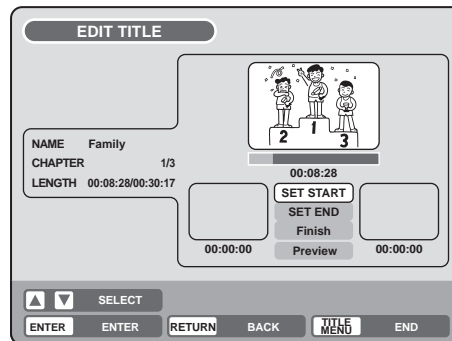 EDIT TITLE
2 1 3
NAME Family
CHAPTER 1/3
LENGTH 00:08:28/00:30:17
00:08:28
SET START
SET END
Finish
00:00:00 Preview 00:00:00
SELECT
ENTER ENTER RETURN BACK TITLE MENU END